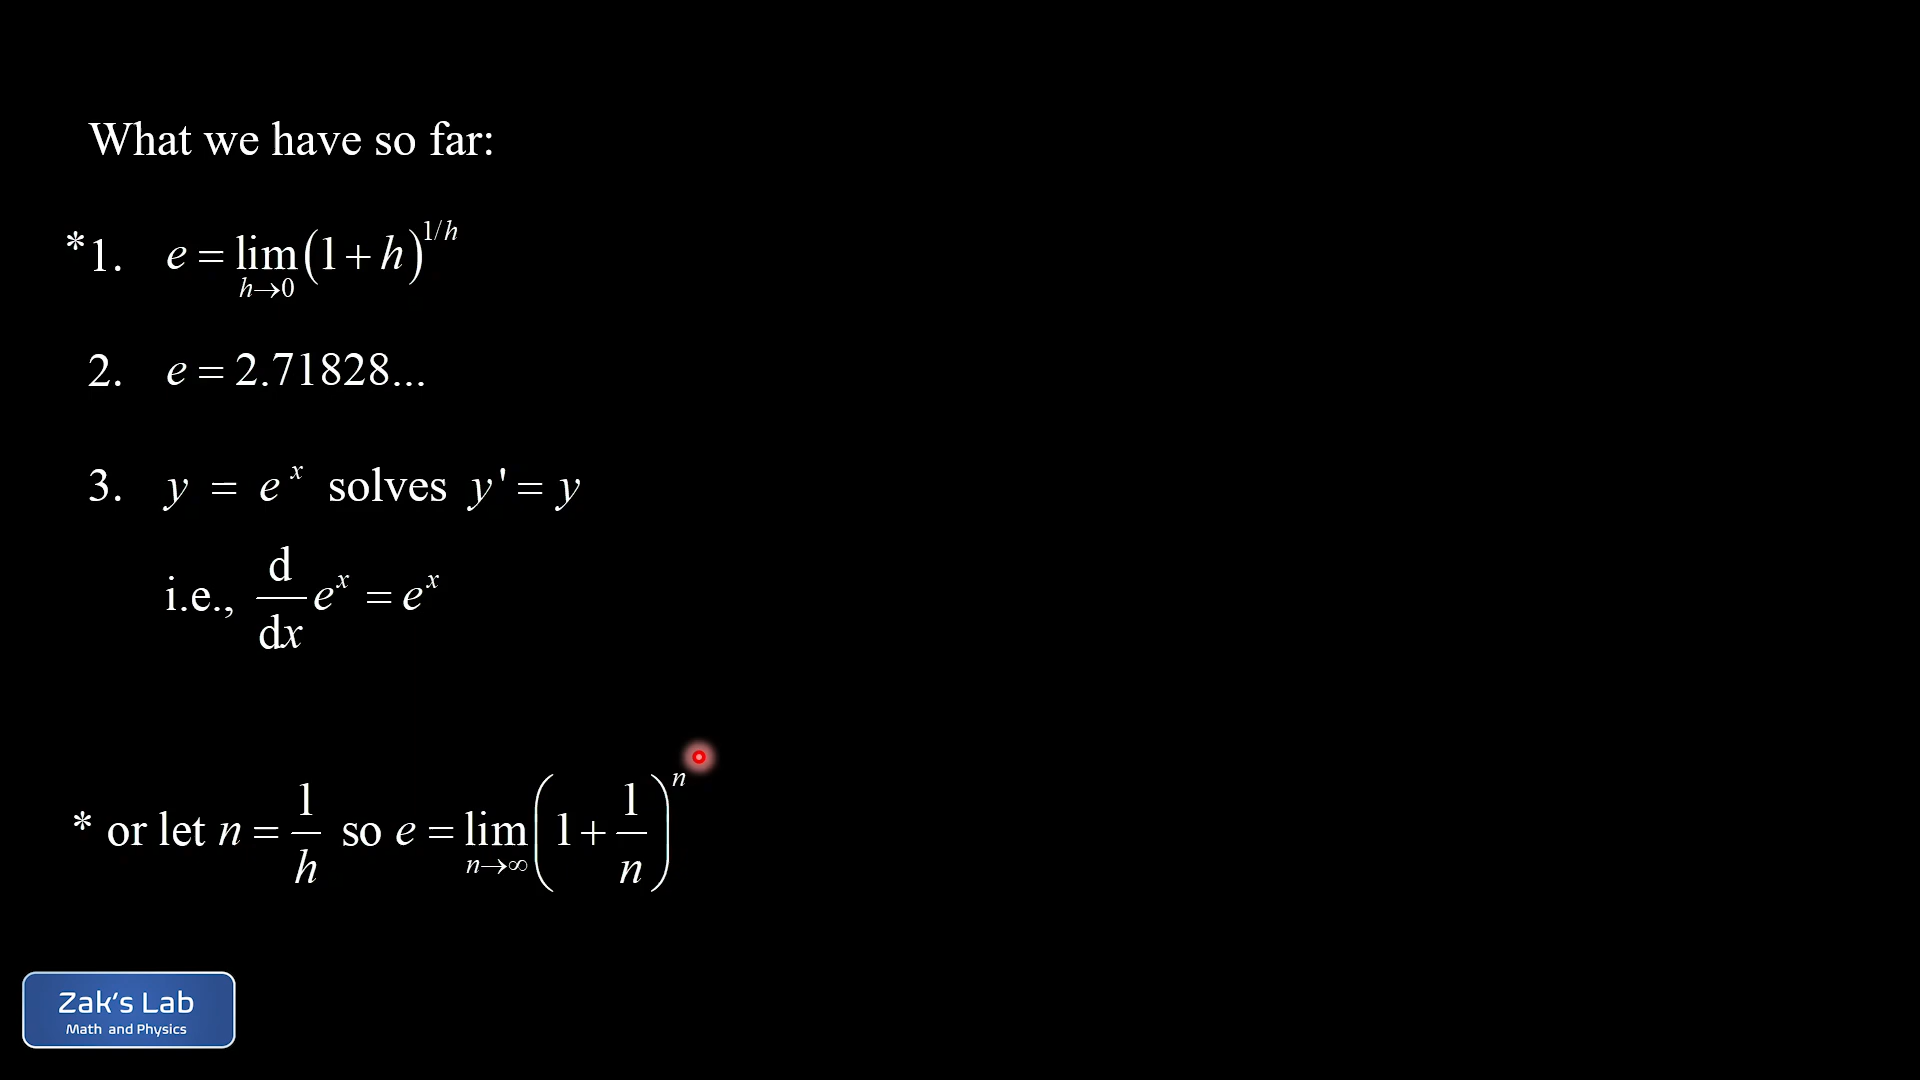 What we have so far:
*1. e = lim_{h→0} (1 + h)^{1/h}
2. e = 2.71828...
3. y = e^x solves y' = y
i.e., d/dx e^x = e^x
* or let n = 1/h so e = lim_{n→∞} (1 + 1/n)^n
Zak's Lab
Math and Physics